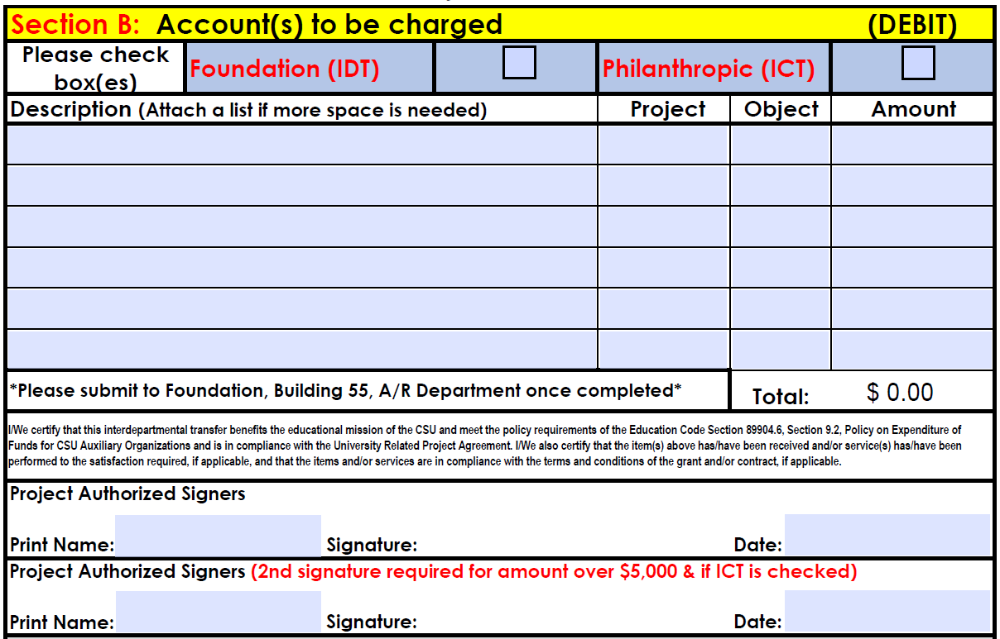 Section B: Account(s) to be charged (DEBIT)
Please check box(es) Foundation (IDT) Philanthropic (ICT)
Description (Attach a list if more space is needed) Project Object Amount
*Please submit to Foundation, Building 55, A/R Department once completed* Total: $ 0.00
I/We certify that this interdepartmental transfer benefits the educational mission of the CSU and meet the policy requirements of the Education Code Section 89904.6, Section 9.2, Policy on Expenditure of
Funds for CSU Auxiliary Organizations and is in compliance with the University Related Project Agreement. I/We also certify that the item(s) above has/have been received and/or service(s) has/have been
performed to the satisfaction required, if applicable, and that the items and/or services are in compliance with the terms and conditions of the grant and/or contract, if applicable.
Project Authorized Signers
Print Name: Signature: Date:
Project Authorized Signers (2nd signature required for amount over $5,000 & if ICT is checked)
Print Name: Signature: Date: